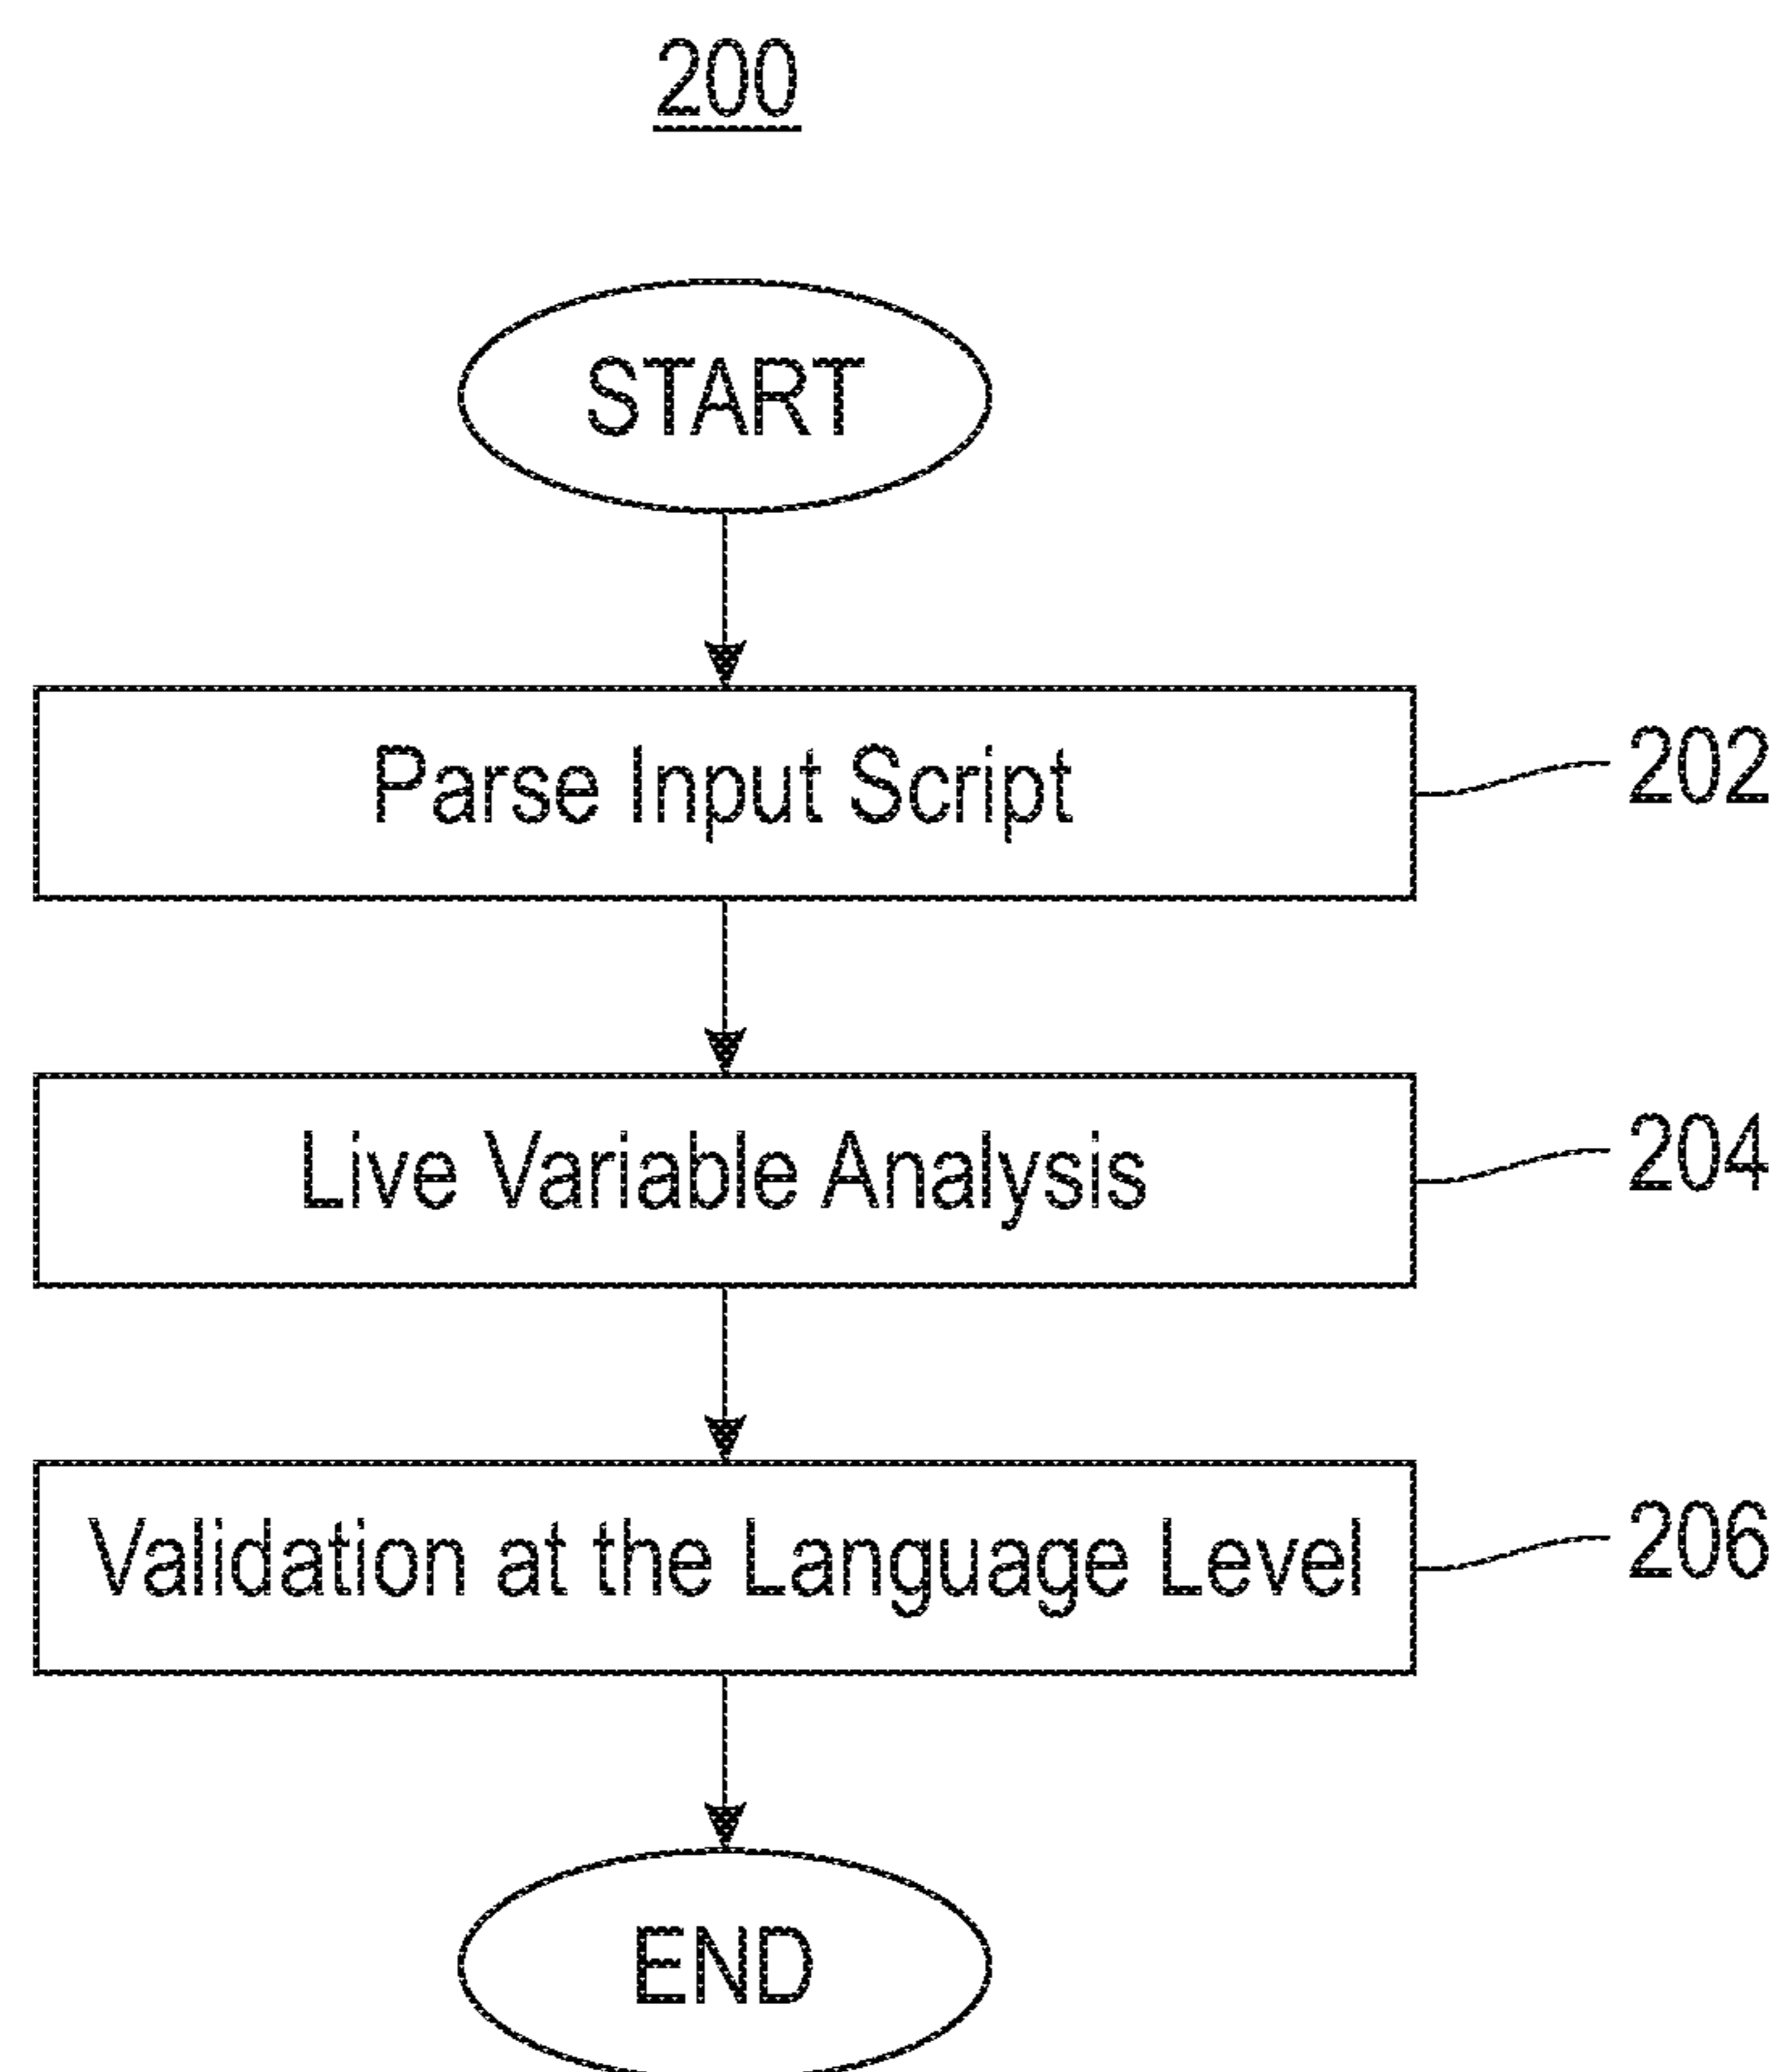 200
START
Parse Input Script
202
Live Variable Analysis
204
Validation at the Language Level
206
END